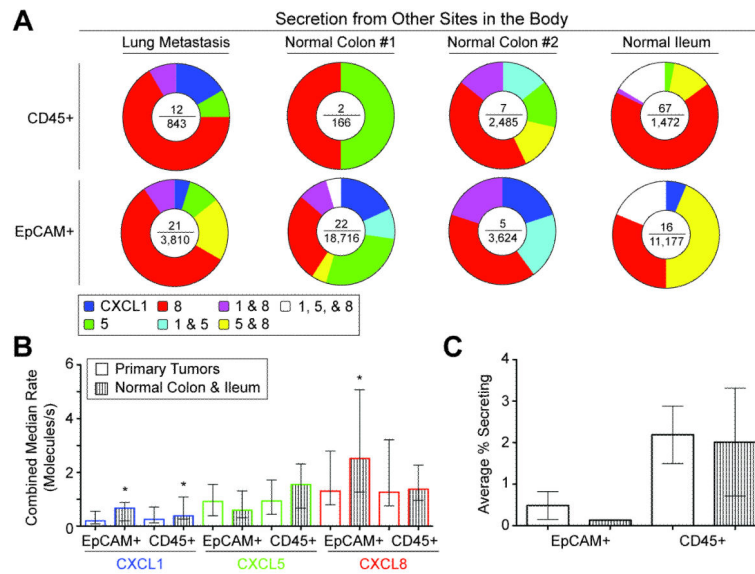 A
Secretion from Other Sites in the Body
Lung Metastasis Normal Colon #1 Normal Colon #2 Normal Ileum
CD45+
12
843
2
166
7
2,485
67
1,472
EpCAM+
21
3,810
22
18,716
5
3,624
16
11,177
CXCL1 8 1 & 8 1, 5, & 8
5 1 & 5 5 & 8
B
Combined Median Rate
(Molecules/s)
6
4
2
0
Primary Tumors
Normal Colon & Ileum
* * *
EpCAM+ CD45+ EpCAM+ CD45+ EpCAM+ CD45+
CXCL1 CXCL5 CXCL8
C
Average % Secreting
4
3
2
1
0
EpCAM+ CD45+